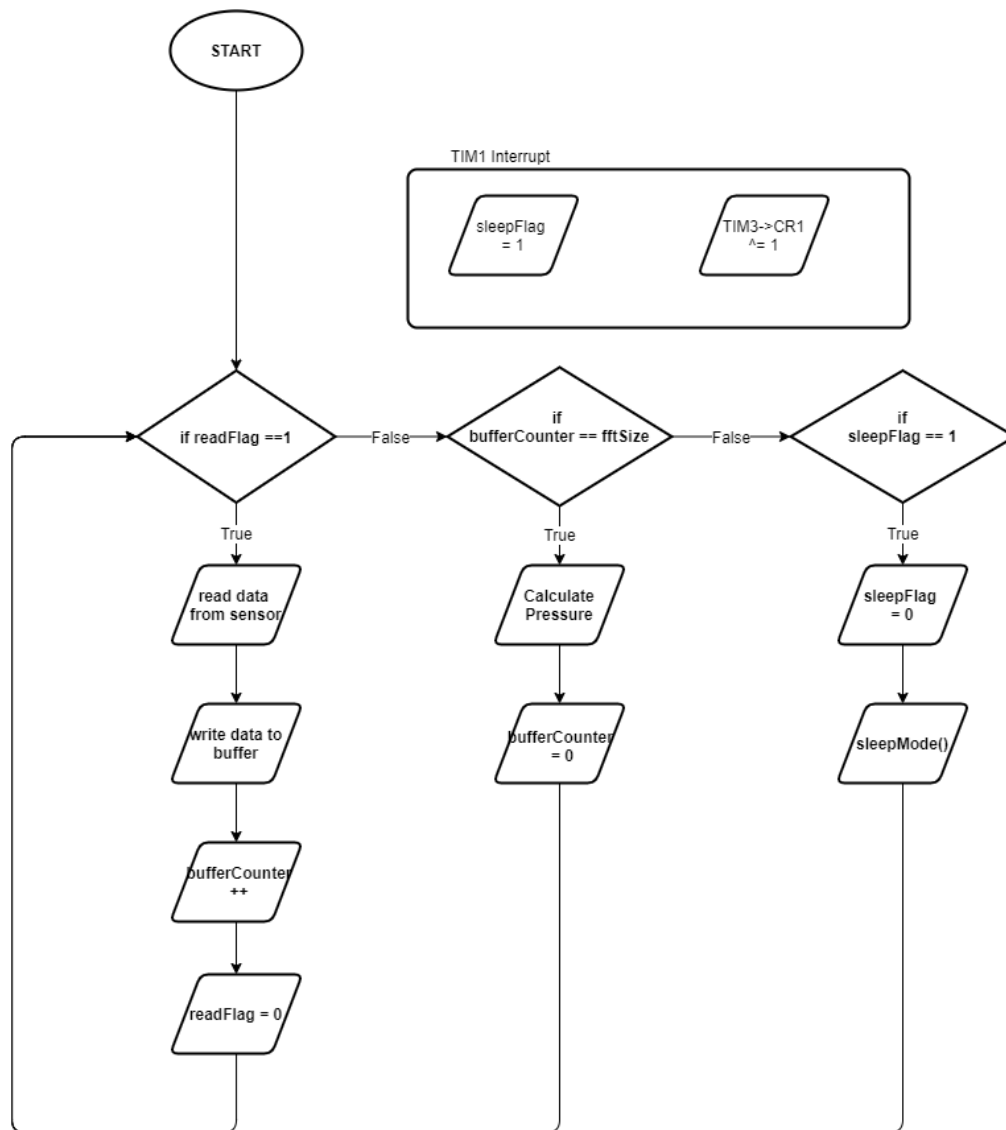 START
TIM1 Interrupt
sleepFlag
= 1
TIM3->CR1
^= 1
if readFlag ==1
False
if
bufferCounter == fftSize
False
if
sleepFlag == 1
True
True
True
read data
from sensor
Calculate
Pressure
sleepFlag
= 0
write data to
buffer
bufferCounter
= 0
sleepMode()
bufferCounter
++
readFlag = 0